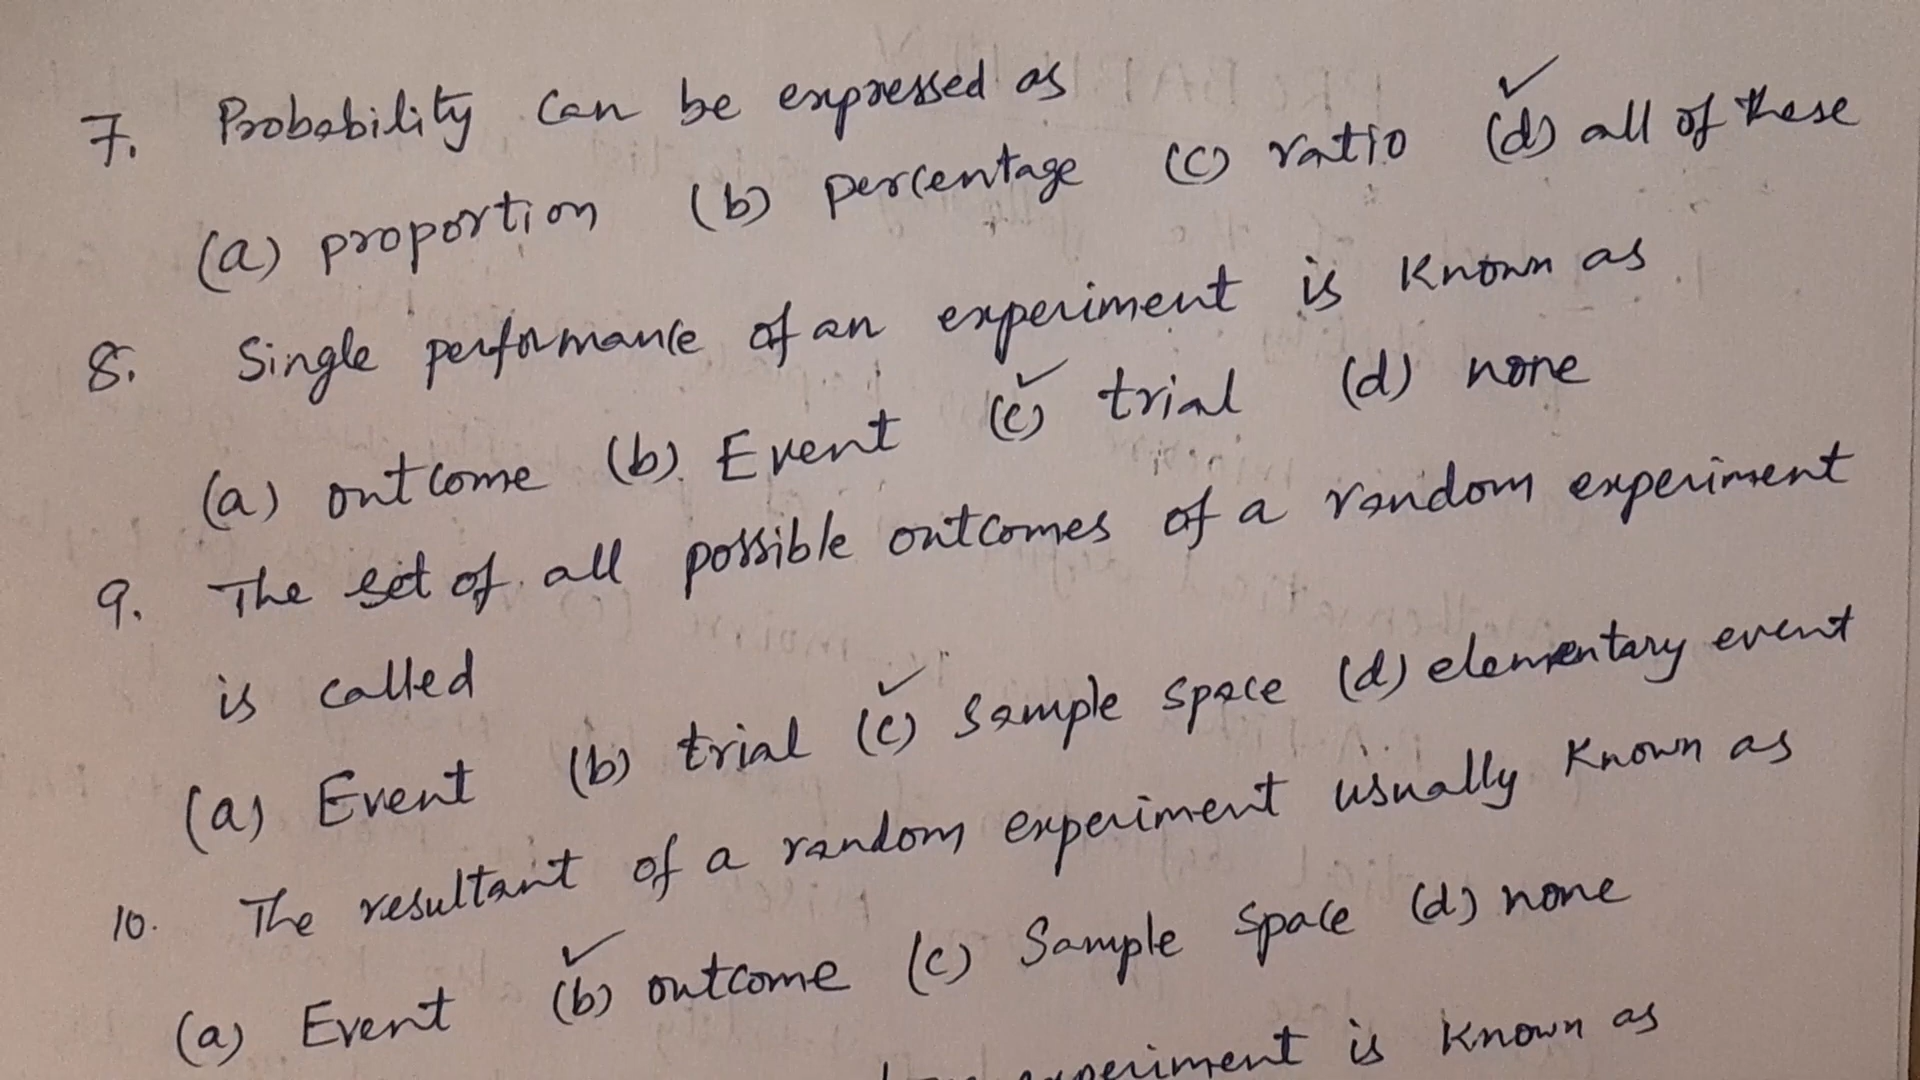 7. Probability can be expressed as
(a) proportion (b) percentage (c) ratio (d) all of these
8. Single performance of an experiment is known as
(a) outcome (b). Event (c) trial (d) none
9. The set of all possible outcomes of a random experiment
is called
(a) Event (b) trial (c) Sample space (d) elementary event
10. The resultant of a random experiment usually known as
(a) Event (b) outcome (c) Sample space (d) none
experiment is known as